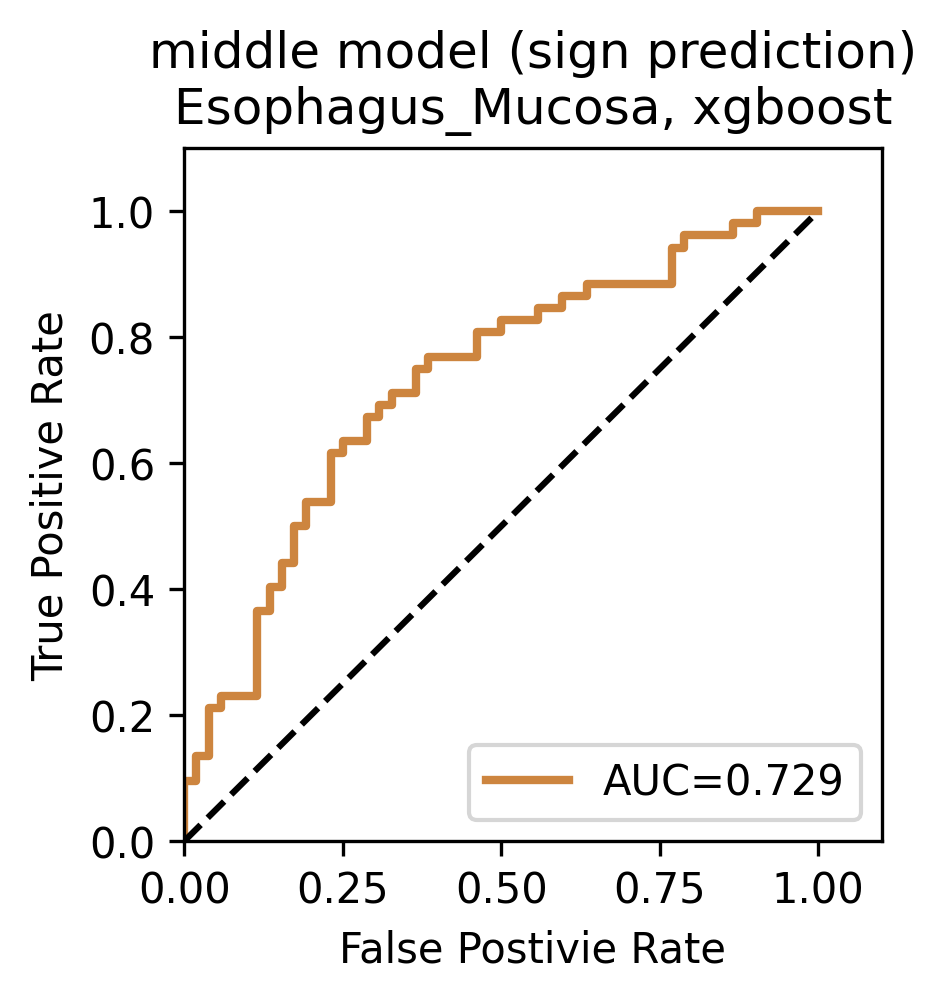 middle model (sign prediction)
Esophagus_Mucosa, xgboost
1.0
0.8
0.6
0.4
0.2
0.0
True Positive Rate
AUC=0.729
0.00 0.25 0.50 0.75 1.00
False Postivie Rate